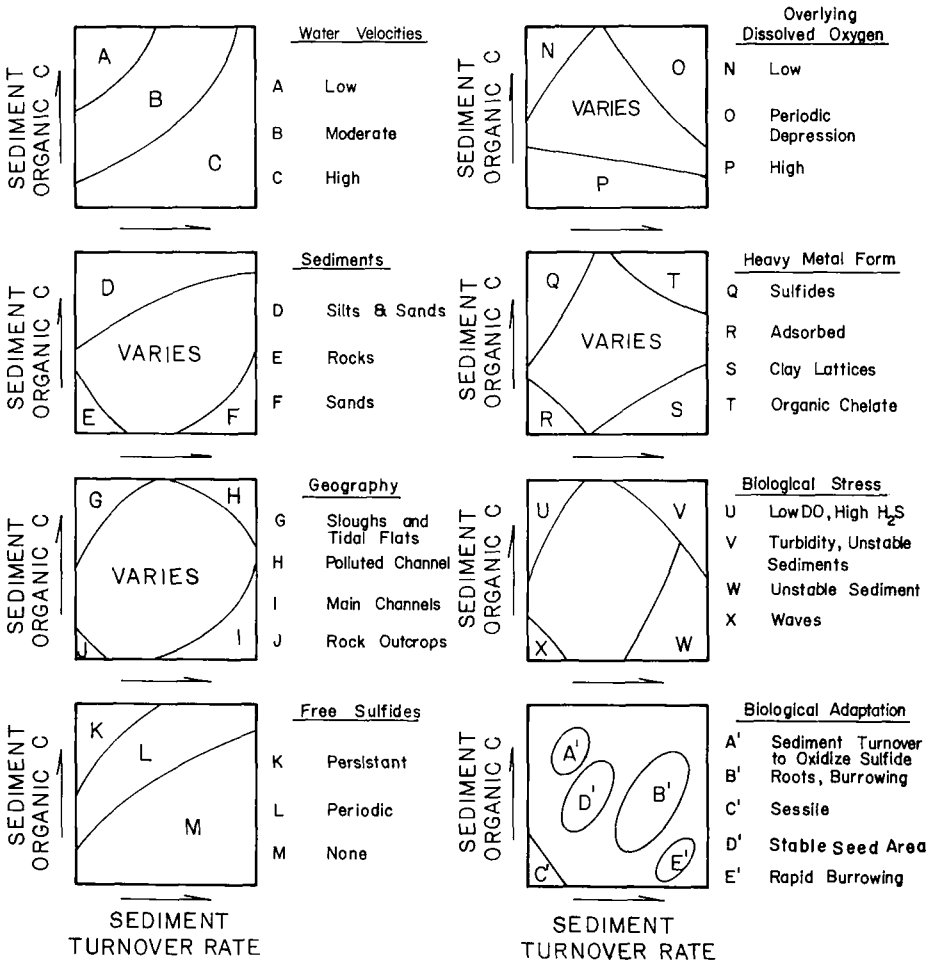 SEDIMENT
ORGANIC C
A
B
C
Water Velocities
A Low
B Moderate
C High
SEDIMENT
ORGANIC C
N
O
VARIES
P
Overlying
Dissolved Oxygen
N Low
O Periodic
Depression
P High
SEDIMENT
ORGANIC C
D
VARIES
E
F
Sediments
D Silts & Sands
E Rocks
F Sands
SEDIMENT
ORGANIC C
Q
T
VARIES
R
S
Heavy Metal Form
Q Sulfides
R Adsorbed
S Clay Lattices
T Organic Chelate
SEDIMENT
ORGANIC C
G
H
VARIES
J
I
Geography
G Sloughs and
Tidal Flats
H Polluted Channel
I Main Channels
J Rock Outcrops
SEDIMENT
ORGANIC C
U
V
X
W
Biological Stress
U Low DO, High H2S
V Turbidity, Unstable
Sediments
W Unstable Sediment
X Waves
SEDIMENT
ORGANIC C
K
L
M
Free Sulfides
K Persistant
L Periodic
M None
SEDIMENT
TURNOVER RATE
SEDIMENT
ORGANIC C
A'
D'
B'
C'
E'
Biological Adaptation
A' Sediment Turnover
to Oxidize Sulfide
B' Roots, Burrowing
C' Sessile
D' Stable Seed Area
E' Rapid Burrowing
SEDIMENT
TURNOVER RATE